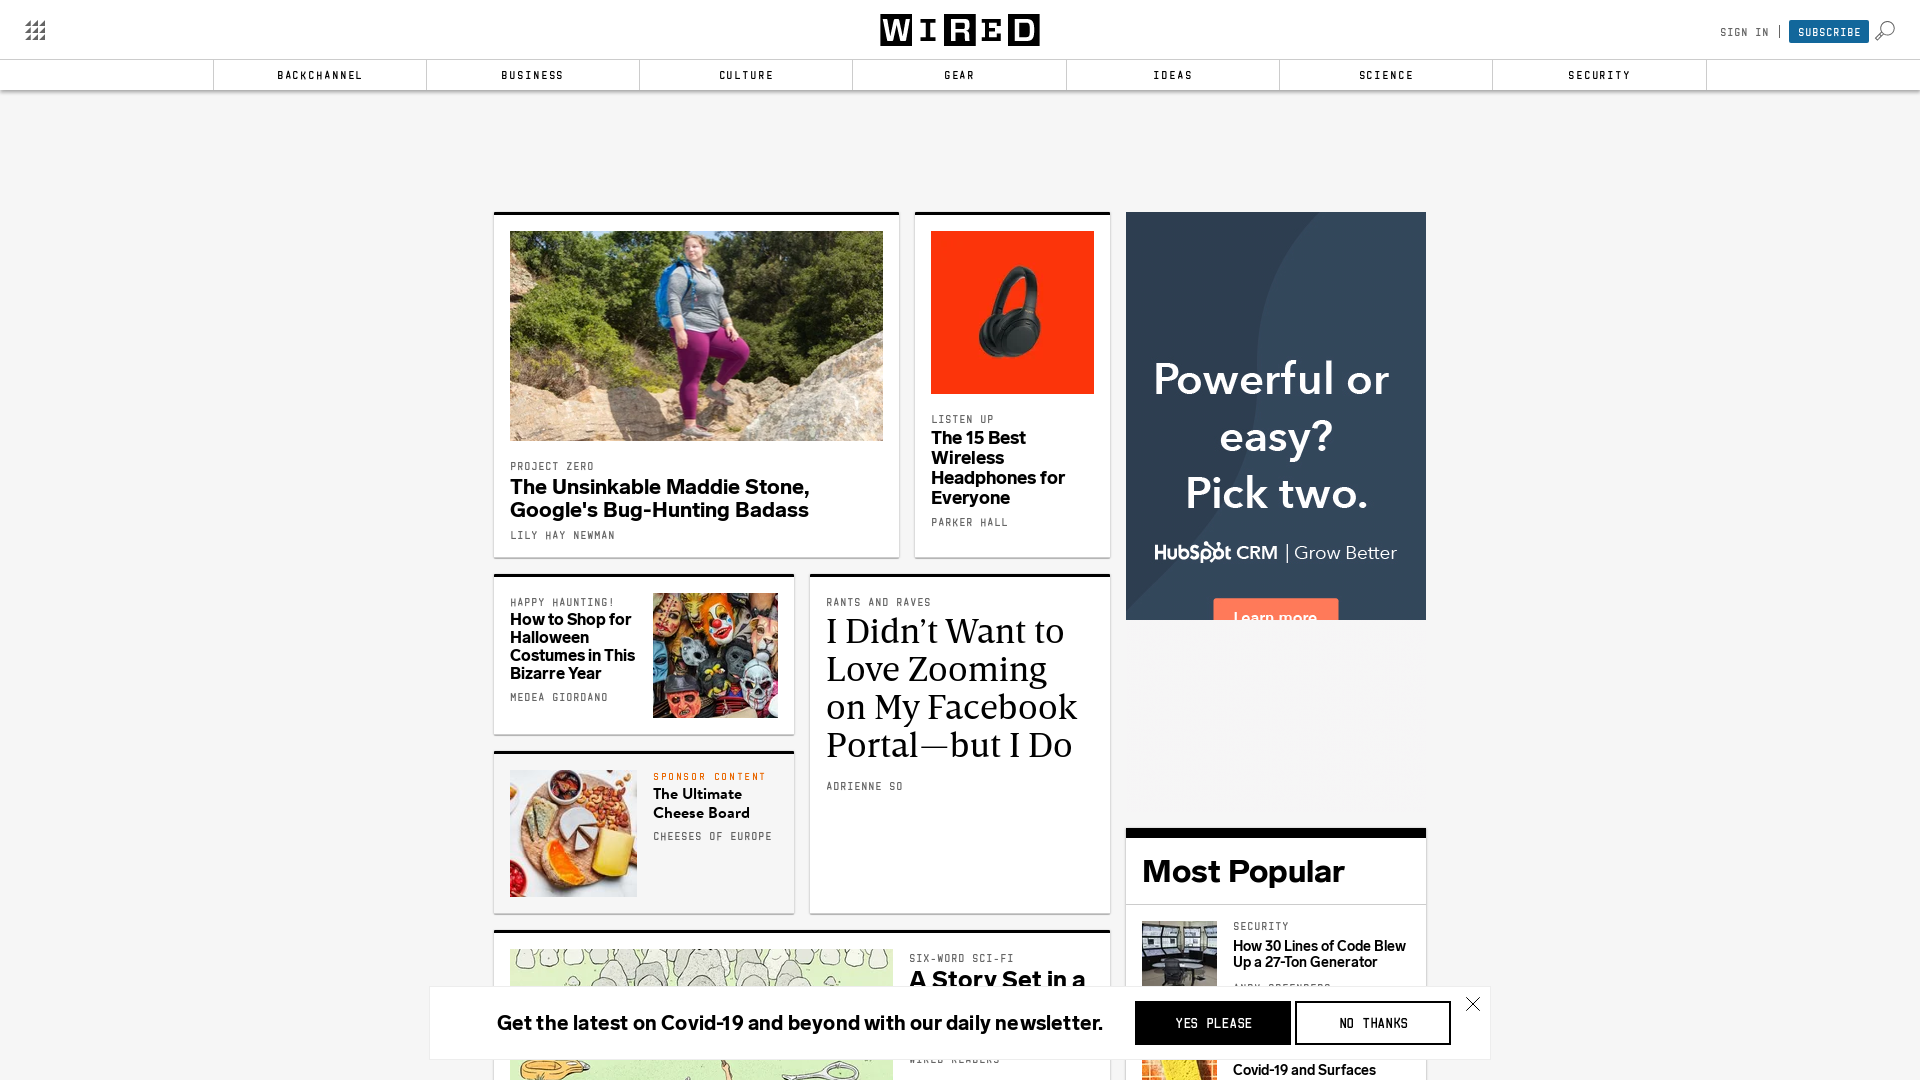 WIRED
SIGN IN
SUBSCRIBE
BACKCHANNEL
BUSINESS
CULTURE
GEAR
IDEAS
SCIENCE
SECURITY
PROJECT ZERO
The Unsinkable Maddie Stone,
Google's Bug-Hunting Badass
LILY HAY NEWMAN
LISTEN UP
The 15 Best
Wireless
Headphones for
Everyone
PARKER HALL
Powerful or
easy?
Pick two.
HubSpot CRM | Grow Better
Learn more
HAPPY HAUNTING!
How to Shop for
Halloween
Costumes in This
Bizarre Year
MEDEA GIORDANO
RANTS AND RAVES
I Didn’t Want to
Love Zooming
on My Facebook
Portal—but I Do
ADRIENNE SO
SPONSOR CONTENT
The Ultimate
Cheese Board
CHEESES OF EUROPE
Most Popular
SECURITY
How 30 Lines of Code Blew
Up a 27-Ton Generator
SIX-WORD SCI-FI
A Story Set in a
WIRED READERS
Covid-19 and Surfaces
Get the latest on Covid-19 and beyond with our daily newsletter.
YES PLEASE
NO THANKS